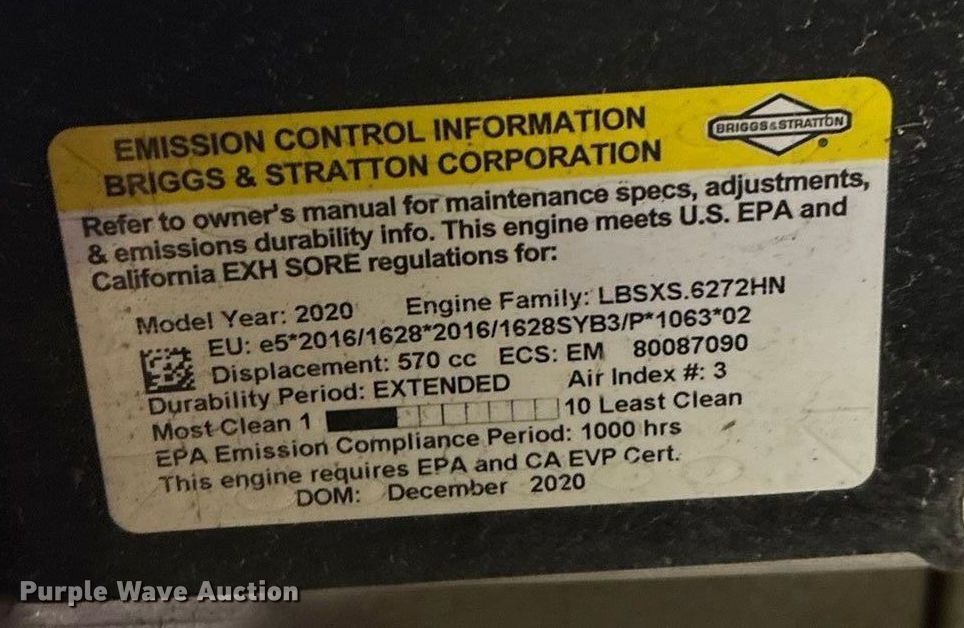 EMISSION CONTROL INFORMATION
BRIGGS & STRATTON CORPORATION
BRIGGS&STRATTON
Refer to owner's manual for maintenance specs, adjustments,
& emissions durability info. This engine meets U.S. EPA and
California EXH SORE regulations for:
Model Year: 2020 Engine Family: LBSXS.6272HN
EU: e5*2016/1628*2016/1628SYB3/P*1063*02
Displacement: 570 cc ECS: EM 80087090
Durability Period: EXTENDED Air Index #: 3
Most Clean 1 10 Least Clean
EPA Emission Compliance Period: 1000 hrs
This engine requires EPA and CA EVP Cert.
DOM: December 2020
Purple Wave Auction